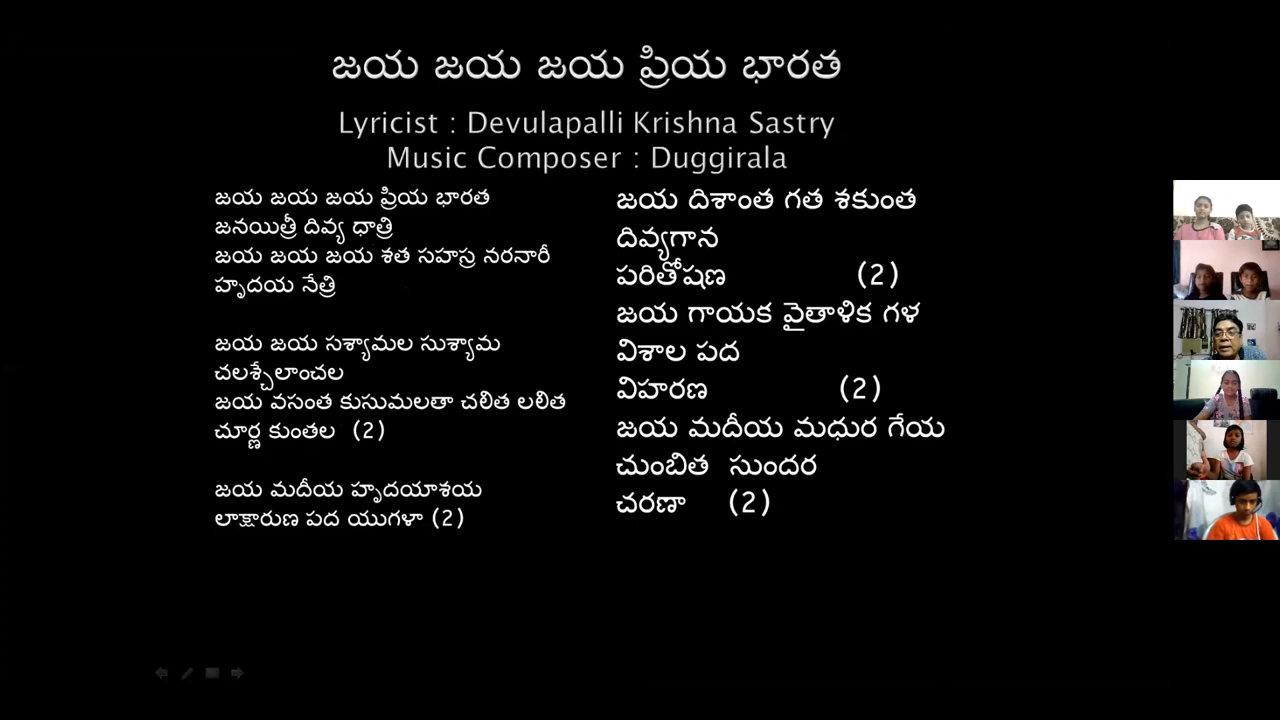 జయ జయ జయ ప్రియ భారత
Lyricist : Devulapalli Krishna Sastry
Music Composer : Duggirala
జయ జయ జయ ప్రియ భారత
జనయిత్రీ దివ్య ధాత్రి
జయ జయ జయ శత సహస్ర నరనారీ
హృదయ నేత్రి
జయ జయ సశ్యామల సుశ్యామ
చలశ్చేలాంచల
జయ వసంత కుసుమలతా చలిత లలిత
చూర్ణ కుంతల (2)
జయ మదీయ హృదయాశయ
లాక్షారుణ పద యుగళా (2)
జయ దిశాంత గత శకుంత
దివ్యగాన
పరితోషణ (2)
జయ గాయక వైతాళిక గళ
విశాల పద
విహరణ (2)
జయ మదీయ మధుర గేయ
చుంబిత సుందర
చరణా (2)